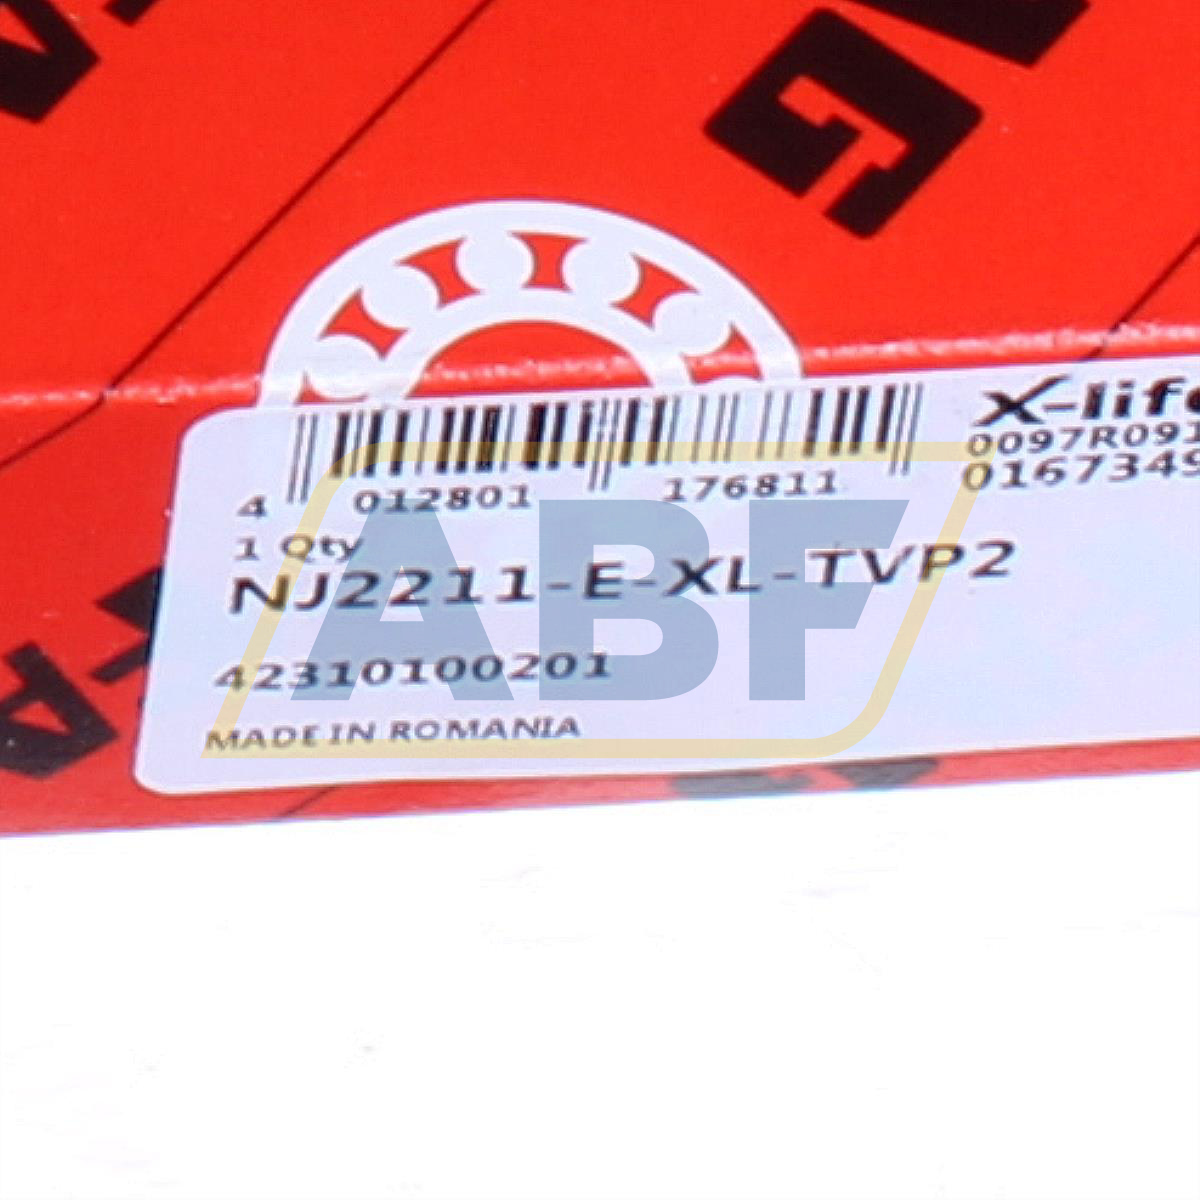 X-life
0097R091
0167349
4 012801 176811
1 Qty
NJ2211-E-XL-TVP2
42310100201
MADE IN ROMANIA
ABF